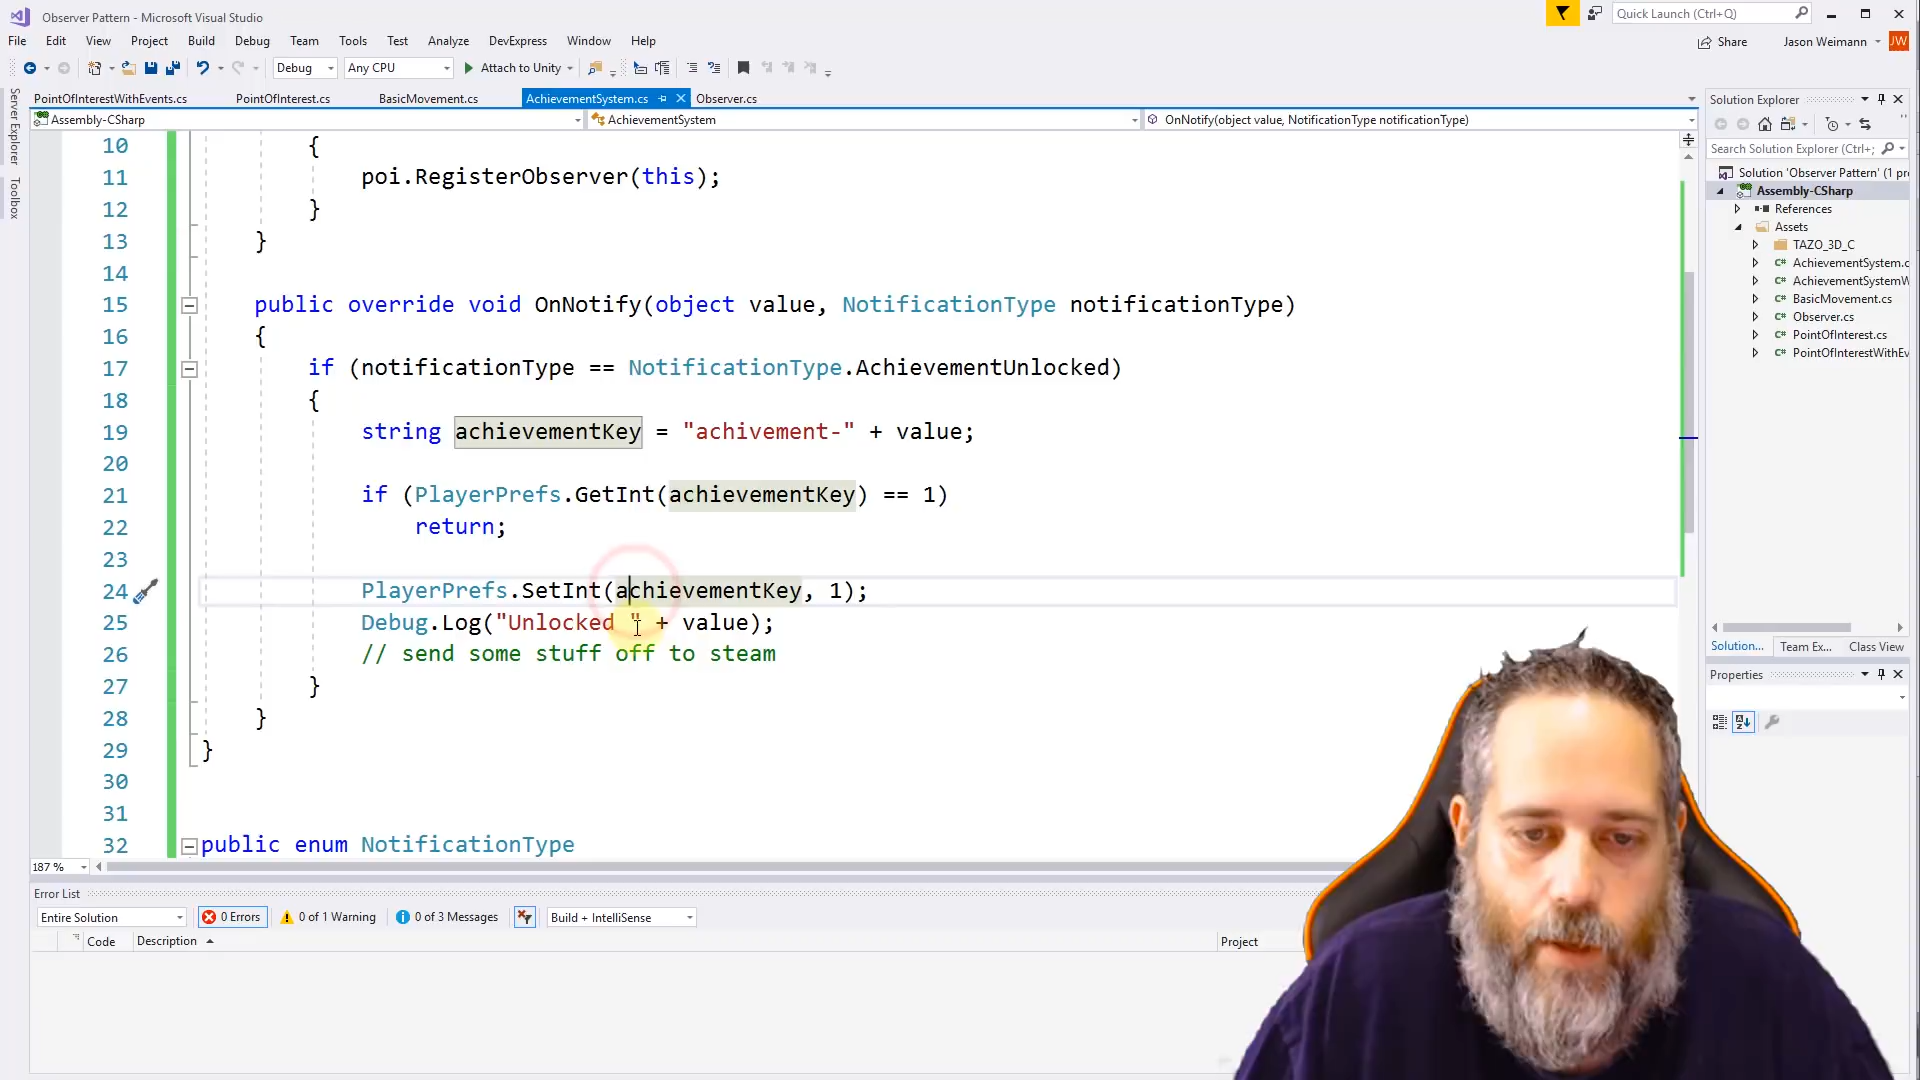 Observer Pattern - Microsoft Visual Studio
Quick Launch (Ctrl+Q)
File Edit View Project Build Debug Team Tools Test Analyze DevExpress Window Help
Share Jason Weimann JW
Debug Any CPU Attach to Unity
Server Explorer
Toolbox
PointOfInterestWithEvents.cs PointOfInterest.cs BasicMovement.cs AchievementSystem.cs Observer.cs
Assembly-CSharp AchievementSystem OnNotify(object value, NotificationType notificationType)
10 {
11 poi.RegisterObserver(this);
12 }
13 }
14
15 public override void OnNotify(object value, NotificationType notificationType)
16 {
17 if (notificationType == NotificationType.AchievementUnlocked)
18 {
19 string achievementKey = "achivement-" + value;
20
21 if (PlayerPrefs.GetInt(achievementKey) == 1)
22 return;
23
24 PlayerPrefs.SetInt(achievementKey, 1);
25 Debug.Log("Unlocked " + value);
26 // send some stuff off to steam
27 }
28 }
29 }
30
31
32 public enum NotificationType
187 %
Error List
Entire Solution 0 Errors 0 of 1 Warning 0 of 3 Messages Build + IntelliSense
Code Description Project
Solution Explorer
Search Solution Explorer (Ctrl+;
Solution 'Observer Pattern' (1 pr
Assembly-CSharp
References
Assets
TAZO_3D_C
C# AchievementSystem.c
C# AchievementSystemW
C# BasicMovement.cs
C# Observer.cs
C# PointOfInterest.cs
C# PointOfInterestWithEv
Solution... Team Ex... Class View
Properties